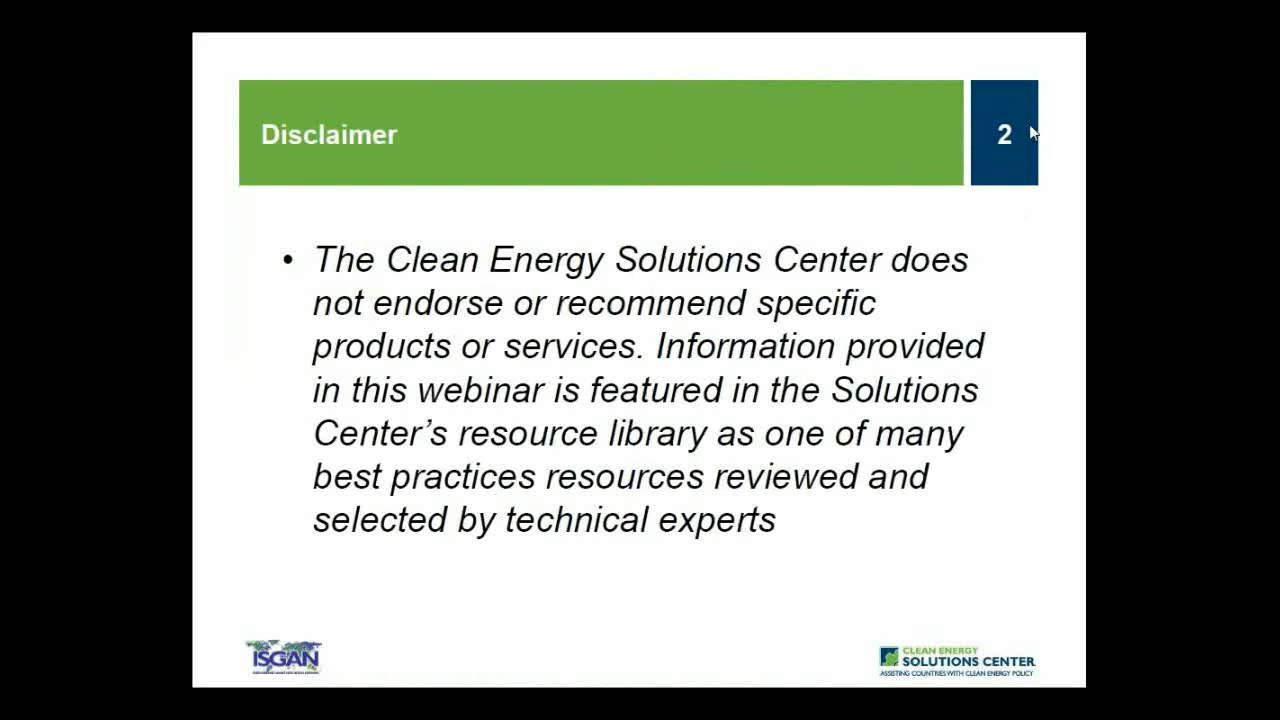 Disclaimer
2
• The Clean Energy Solutions Center does
not endorse or recommend specific
products or services. Information provided
in this webinar is featured in the Solutions
Center’s resource library as one of many
best practices resources reviewed and
selected by technical experts
ISGAN
CLEAN ENERGY
SOLUTIONS CENTER
ASSISTING COUNTRIES WITH CLEAN ENERGY POLICY